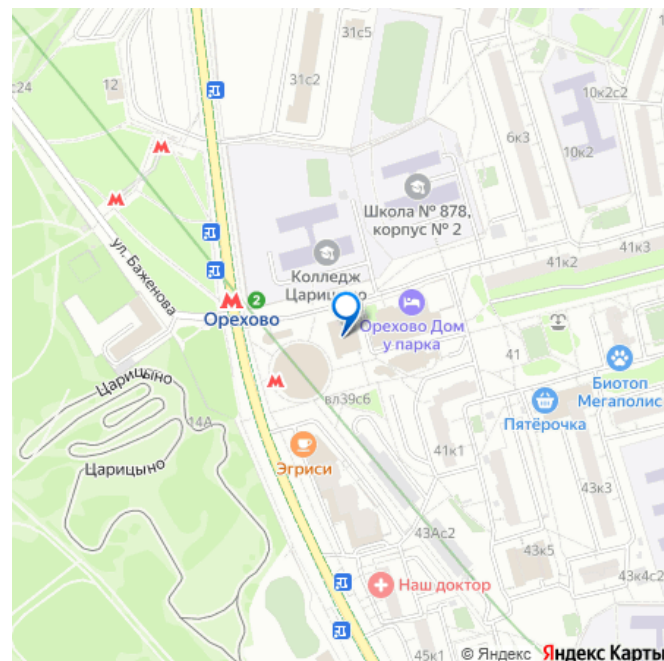 31с5
с24
12
31с2
10к2с2
6к3
10к2
Школа № 878,
корпус № 2
ул. Баженова
Колледж
Царицыно
41к2
41к3
2
Орехово
Орехово Дом
у парка
41
Биотоп
Мегаполис
Царицыно
14А
вл39с6
Пятёрочка
41к1
Эгриси
Царицыно
43к3
43Ас2
43к5
Наш доктор
43к4с2
45к1
© Яндекс Яндекс Карты